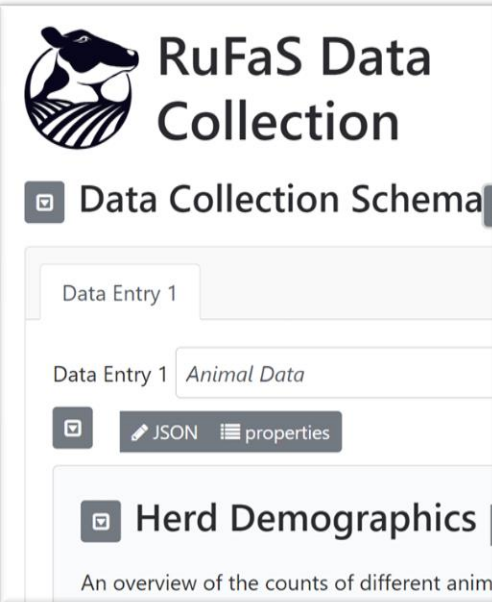 RuFaS Data
Collection
Data Collection Schema
Data Entry 1
Data Entry 1 Animal Data
JSON properties
Herd Demographics
An overview of the counts of different anim